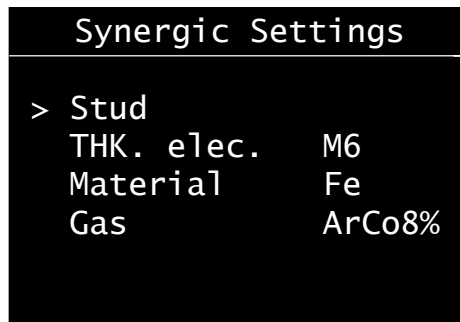 Synergic Settings
> Stud
THK. elec. M6
Material Fe
Gas ArCo8%